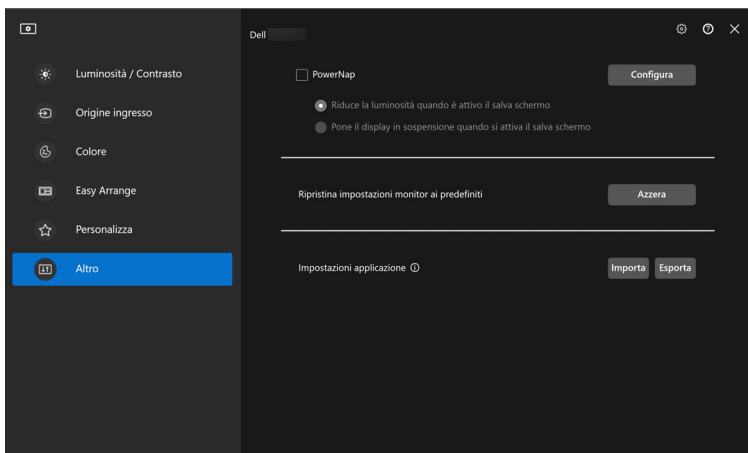 Dell
Luminosità / Contrasto
Origine ingresso
Colore
Easy Arrange
Personalizza
Altro
PowerNap
Configura
Riduce la luminosità quando è attivo il salva schermo
Pone il display in sospensione quando si attiva il salva schermo
Ripristina impostazioni monitor ai predefiniti
Azzera
Impostazioni applicazione
Importa
Esporta